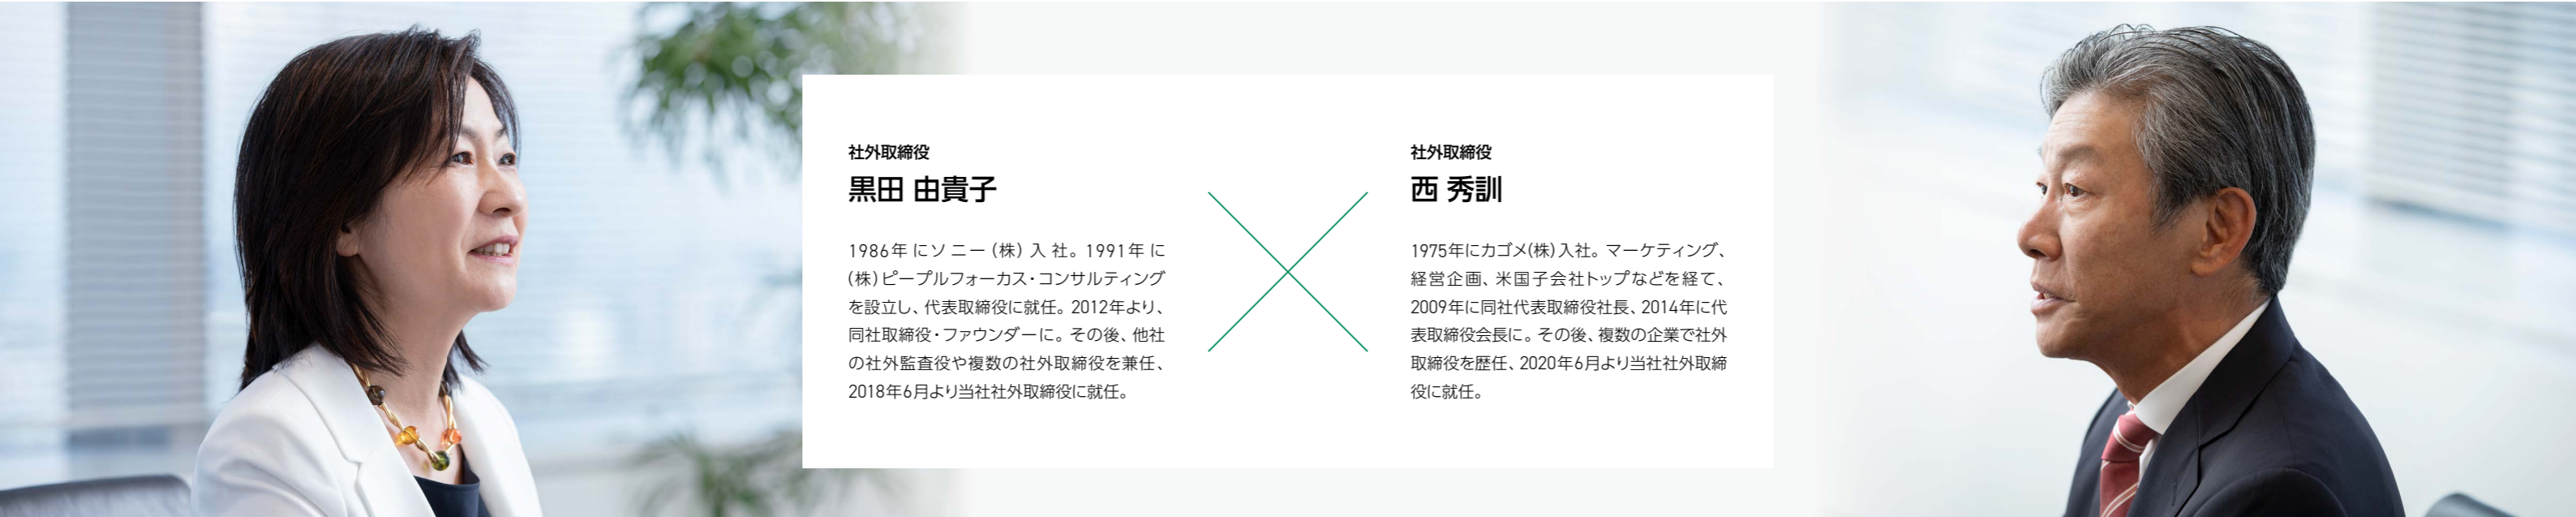 社外取締役
黒田 由貴子
1986年にソニー(株)入社。1991年に
(株)ピープルフォーカス・コンサルティング
を設立し、代表取締役に就任。2012年より、
同社取締役・ファウンダーに。その後、他社
の社外監査役や複数の社外取締役を兼任、
2018年6月より当社社外取締役に就任。
社外取締役
西 秀訓
1975年にカゴメ(株)入社。マーケティング、
経営企画、米国子会社トップなどを経て、
2009年に同社代表取締役社長、2014年に代
表取締役会長に。その後、複数の企業で社外
取締役を歴任、2020年6月より当社社外取締
役に就任。